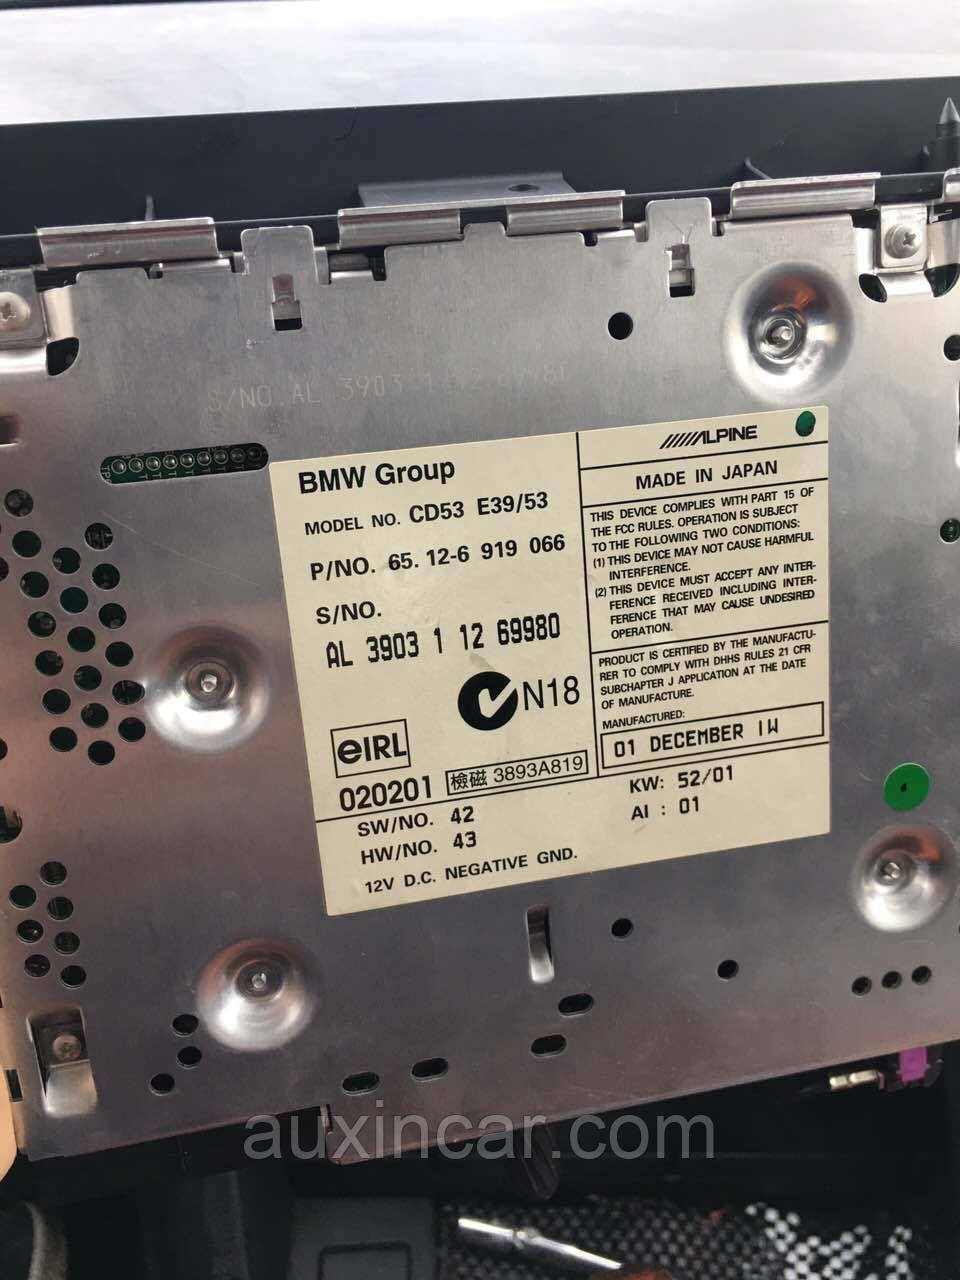 S/NO. AL 3903 1
BMW Group
MODEL NO. CD53 E39/53
P/NO. 65. 12-6 919 066
S/NO.
AL 3903 1 12 69980
N18
eIRL
020201 檢磁 3893A819
SW/NO. 42
HW/NO. 43
12V D.C. NEGATIVE GND.
ALPINE
MADE IN JAPAN
THIS DEVICE COMPLIES WITH PART 15 OF
THE FCC RULES. OPERATION IS SUBJECT
TO THE FOLLOWING TWO CONDITIONS:
(1) THIS DEVICE MAY NOT CAUSE HARMFUL
INTERFERENCE.
(2) THIS DEVICE MUST ACCEPT ANY INTER-
FERENCE RECEIVED INCLUDING INTER-
FERENCE THAT MAY CAUSE UNDESIRED
OPERATION.
PRODUCT IS CERTIFIED BY THE MANUFACTU-
RER TO COMPLY WITH DHHS RULES 21 CFR
SUBCHAPTER J APPLICATION AT THE DATE
OF MANUFACTURE.
MANUFACTURED:
01 DECEMBER IW
KW: 52/01
AI : 01
auxincar.com